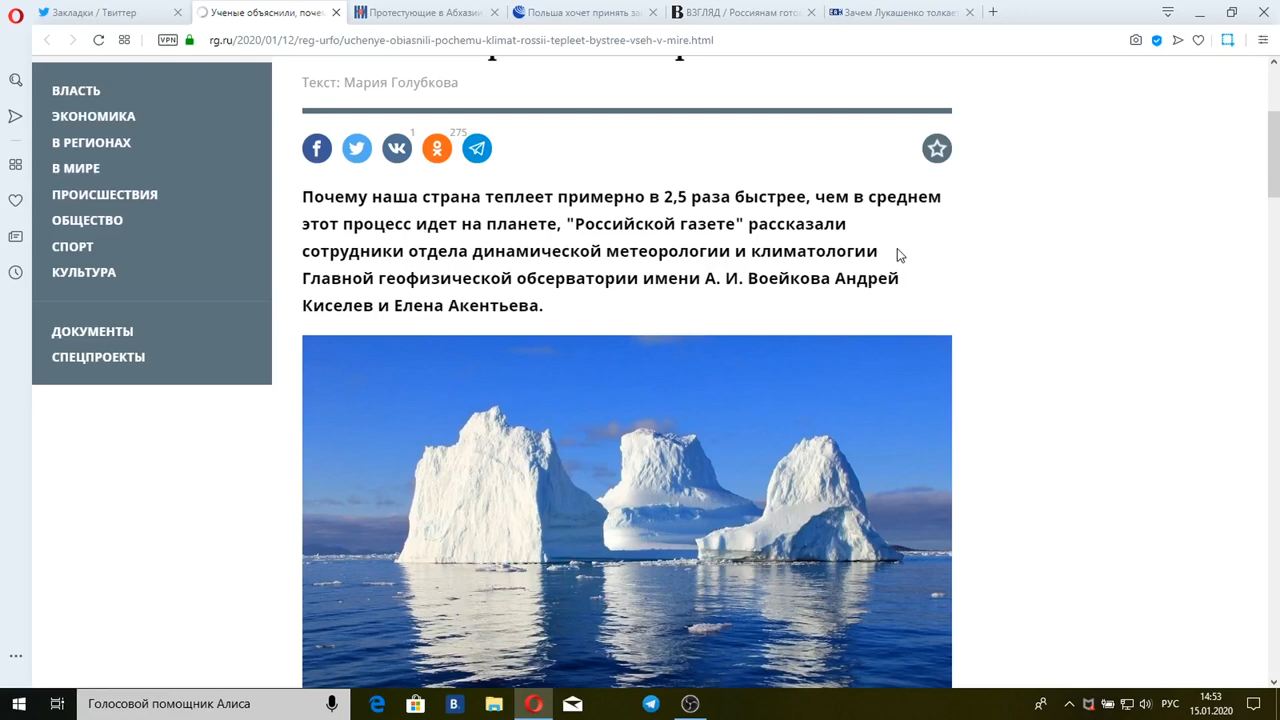 Закладки / Твиттер
Ученые объяснили, поче
Протестующие в Абхазии
Польша хочет принять за
ВЗГЛЯД / Россиянам гото
Зачем Лукашенко толкает
VPN
rg.ru/2020/01/12/reg-urfo/uchenye-obiasnili-pochemu-klimat-rossii-tepleet-bystree-vseh-v-mire.html
ВЛАСТЬ
ЭКОНОМИКА
В РЕГИОНАХ
В МИРЕ
ПРОИСШЕСТВИЯ
ОБЩЕСТВО
СПОРТ
КУЛЬТУРА
ДОКУМЕНТЫ
СПЕЦПРОЕКТЫ
Текст: Мария Голубкова
1
275
Почему наша страна теплеет примерно в 2,5 раза быстрее, чем в среднем
этот процесс идет на планете, "Российской газете" рассказали
сотрудники отдела динамической метеорологии и климатологии
Главной геофизической обсерватории имени А. И. Воейкова Андрей
Киселев и Елена Акентьева.
Голосовой помощник Алиса
РУС
14:53
15.01.2020